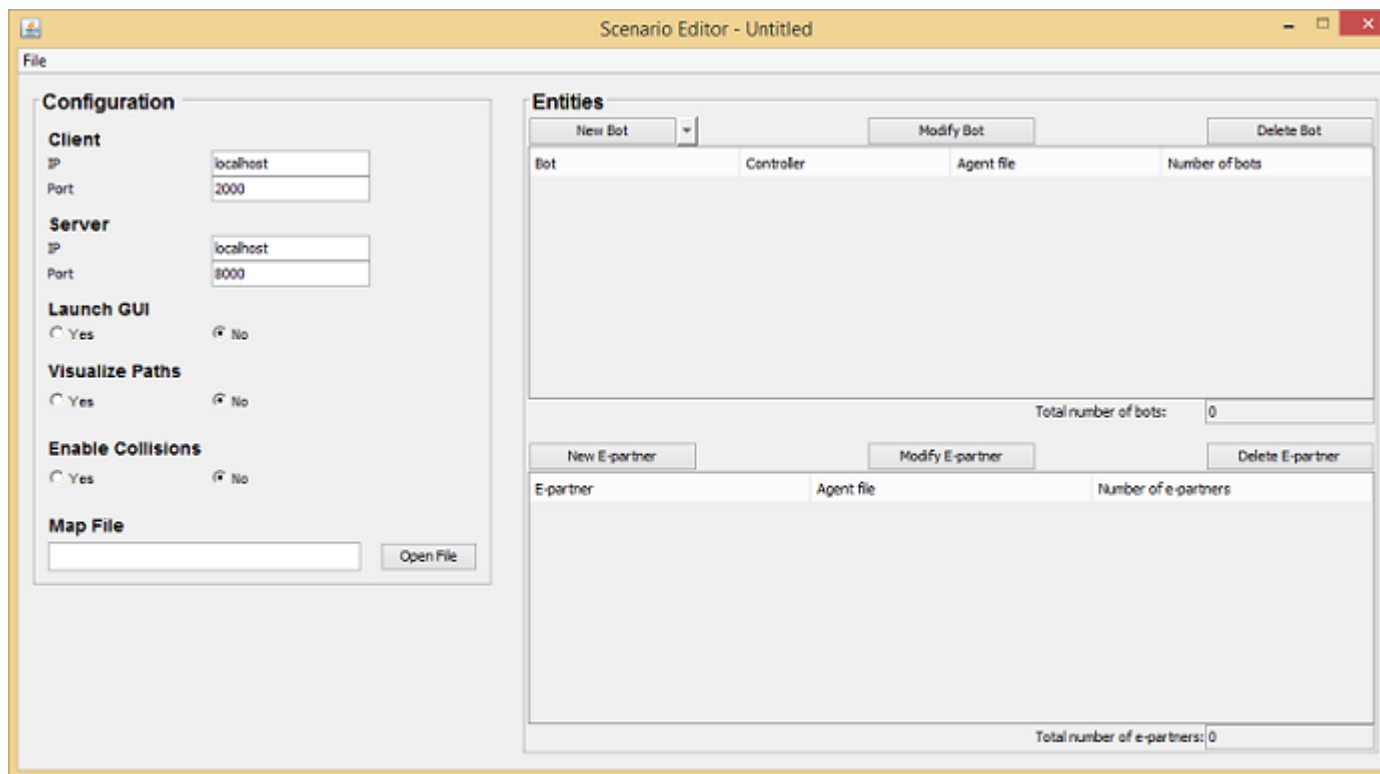 Scenario Editor - Untitled
File
Configuration
Client
IP localhost
Port 2000
Server
IP localhost
Port 8000
Launch GUI
Yes No
Visualize Paths
Yes No
Enable Collisions
Yes No
Map File
Open File
Entities
New Bot Modify Bot Delete Bot
Bot Controller Agent file Number of bots
Total number of bots: 0
New E-partner Modify E-partner Delete E-partner
E-partner Agent file Number of e-partners
Total number of e-partners: 0